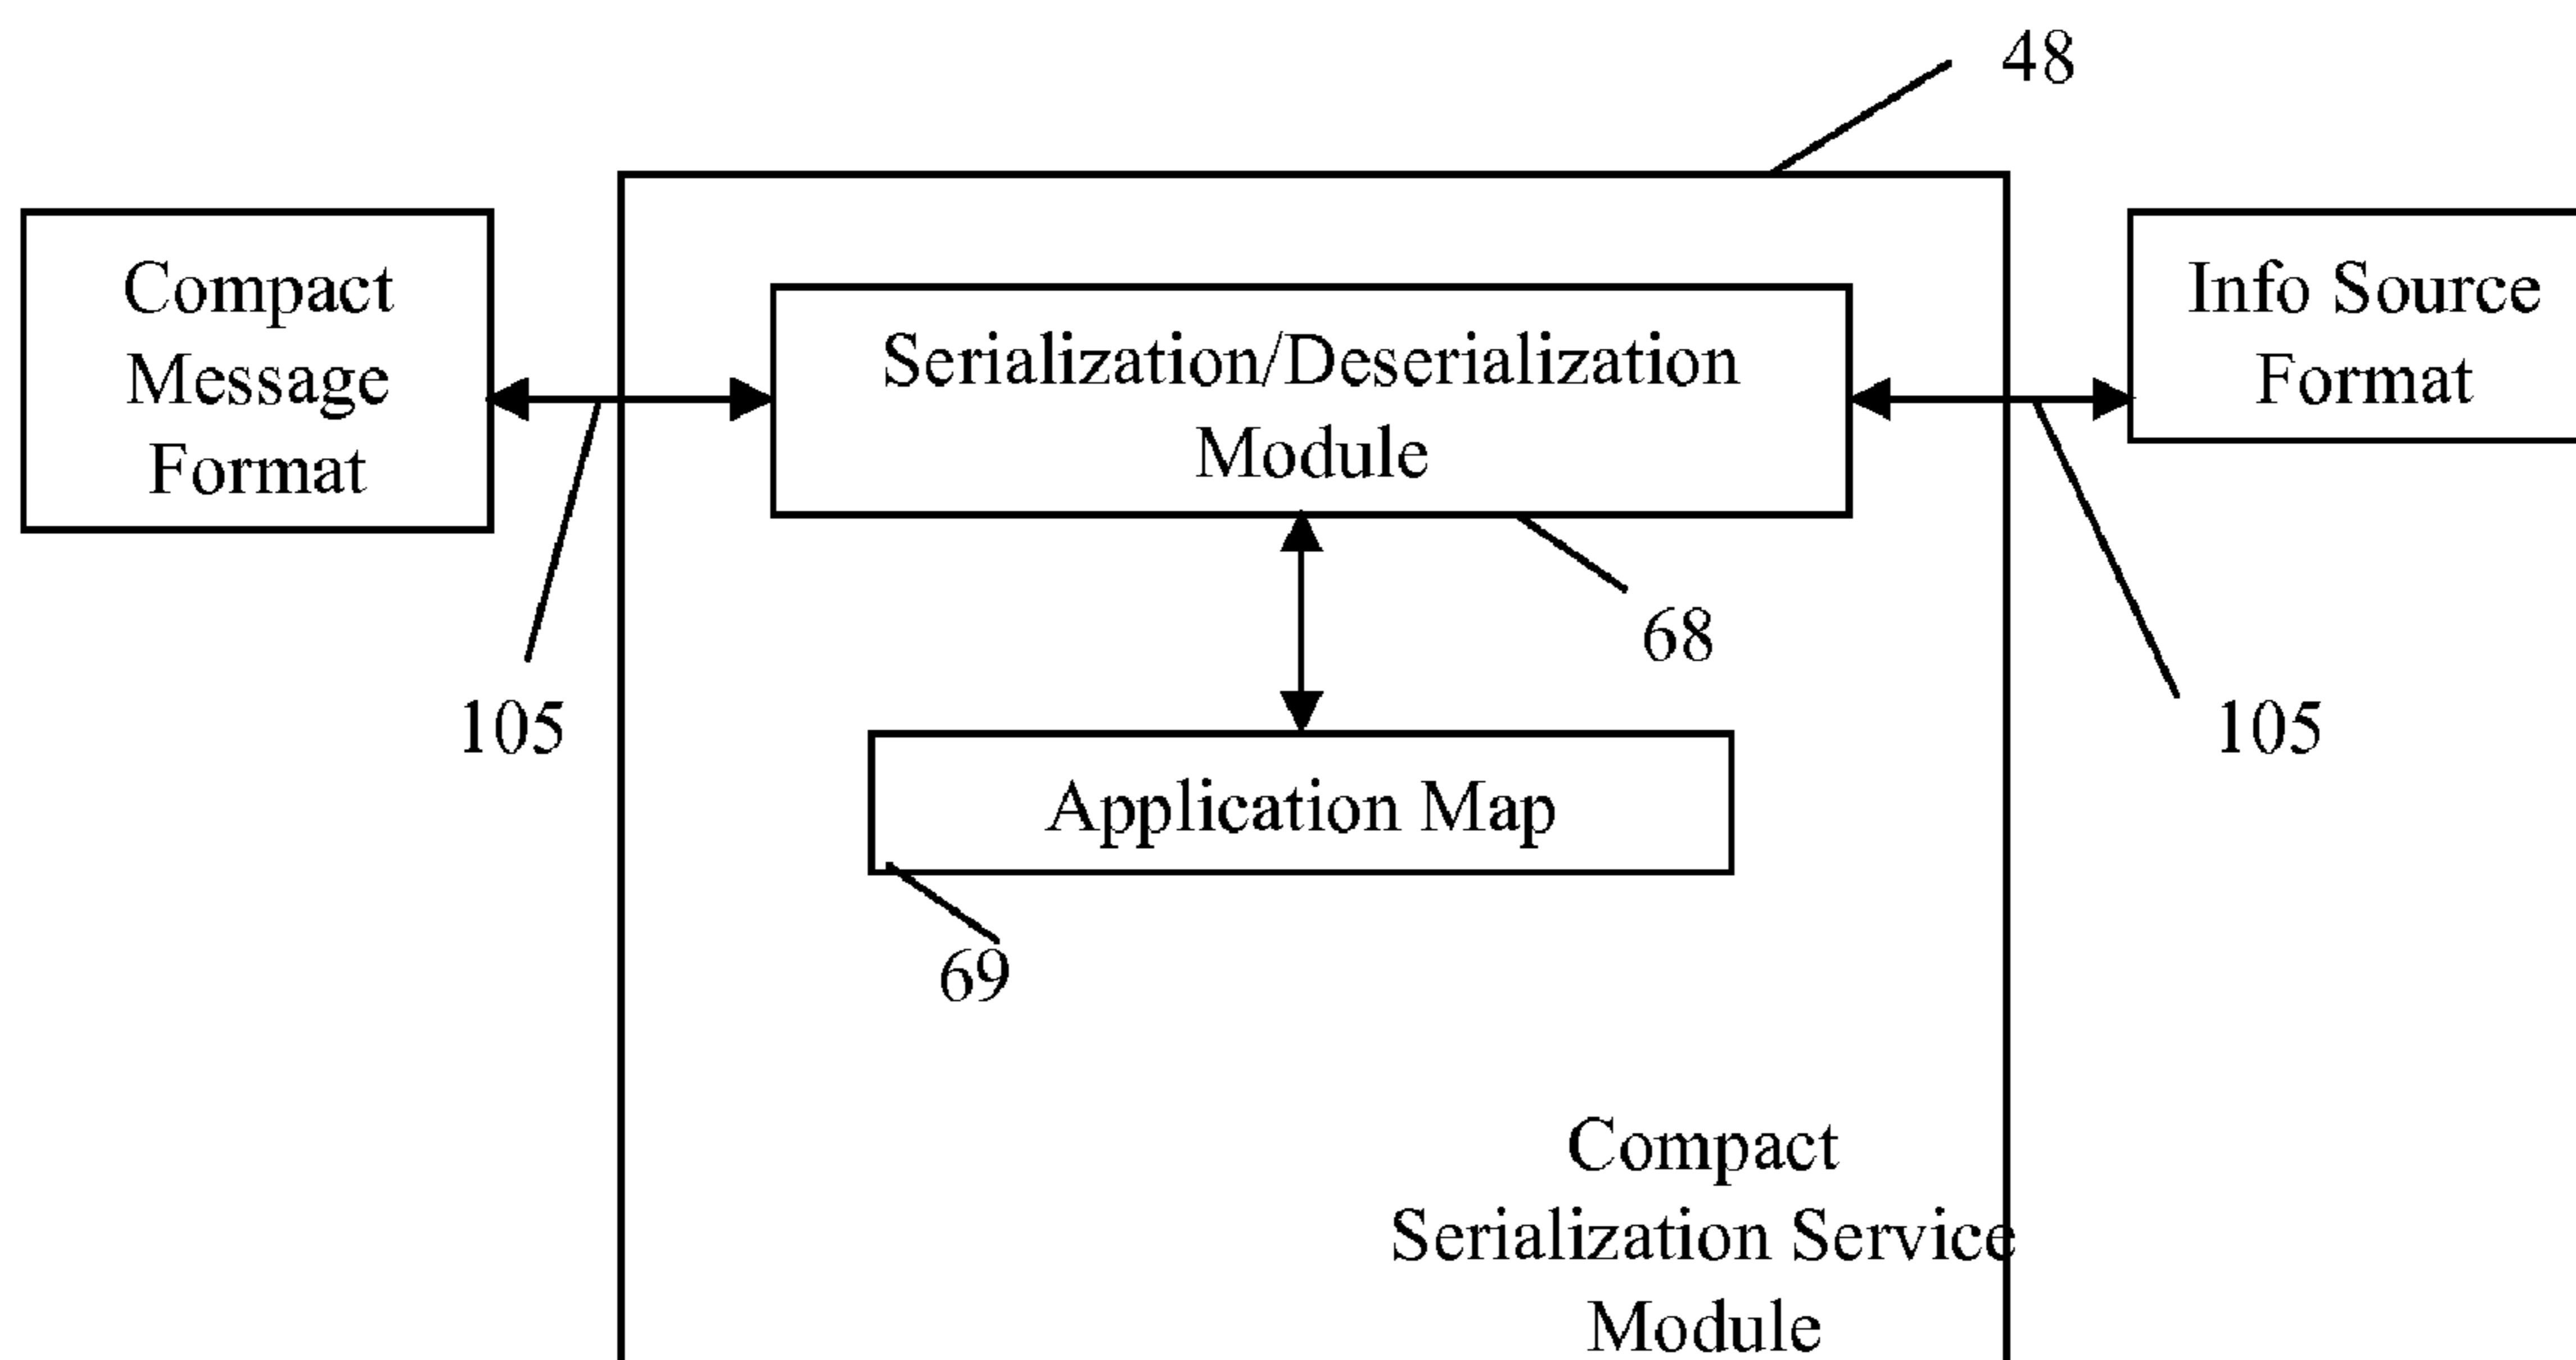 48
Compact
Message
Format
Serialization/Deserialization
Module
Info Source
Format
68
105
105
Application Map
69
Compact
Serialization Service
Module